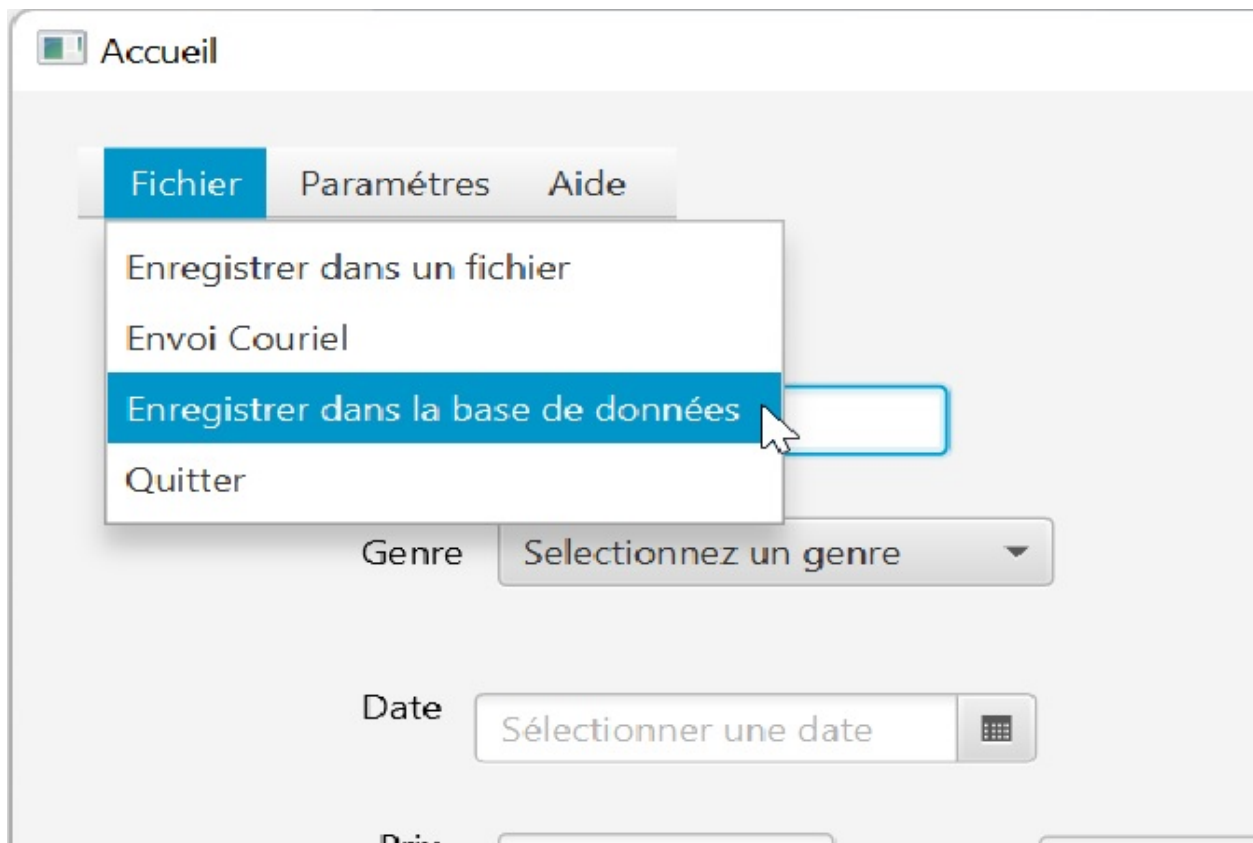 Accueil
Fichier Paramétres Aide
Enregistrer dans un fichier
Envoi Couriel
Enregistrer dans la base de données
Quitter
Genre Selectionnez un genre
Date Sélectionner une date